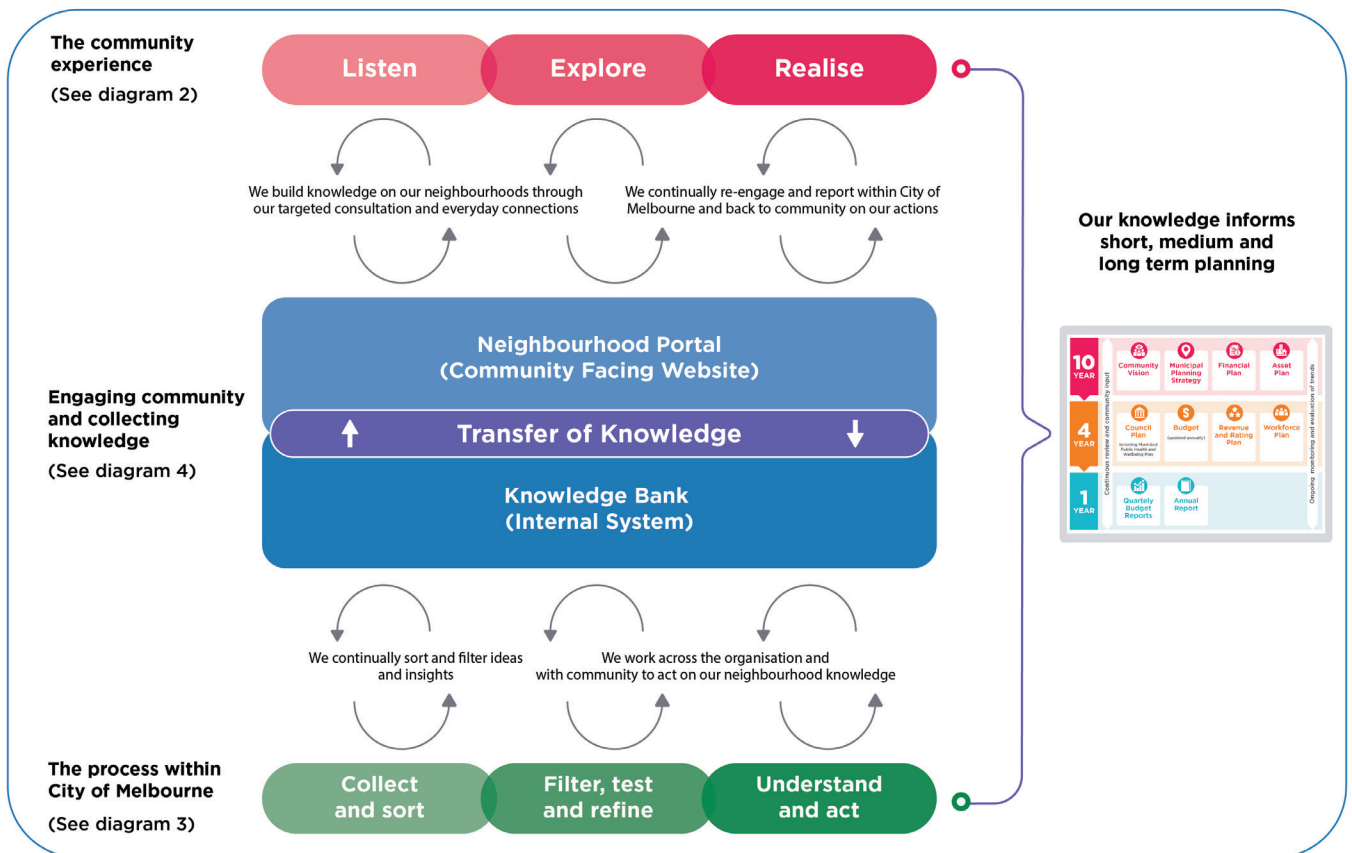 The community
experience
(See diagram 2)
Listen
Explore
Realise
We build knowledge on our neighbourhoods through
our targeted consultation and everyday connections
We continually re-engage and report within City of
Melbourne and back to community on our actions
Engaging community
and collecting
knowledge
(See diagram 4)
Neighbourhood Portal
(Community Facing Website)
Transfer of Knowledge
Knowledge Bank
(Internal System)
We continually sort and filter ideas
and insights
We work across the organisation and
with community to act on our neighbourhood knowledge
The process within
City of Melbourne
(See diagram 3)
Collect
and sort
Filter, test
and refine
Understand
and act
Our knowledge informs
short, medium and
long term planning
10
YEAR
Community
Vision
Municipal
Planning
Strategy
Financial
Plan
Asset
Plan
4
YEAR
Council
Plan
Including Municipal
Public Health and
Wellbeing Plan
Budget
(updated annually)
Revenue
and Rating
Plan
Workforce
Plan
1
YEAR
Quartely
Budget
Reports
Annual
Report
Continuous review and community input
Ongoing monitoring and evaluation of trends